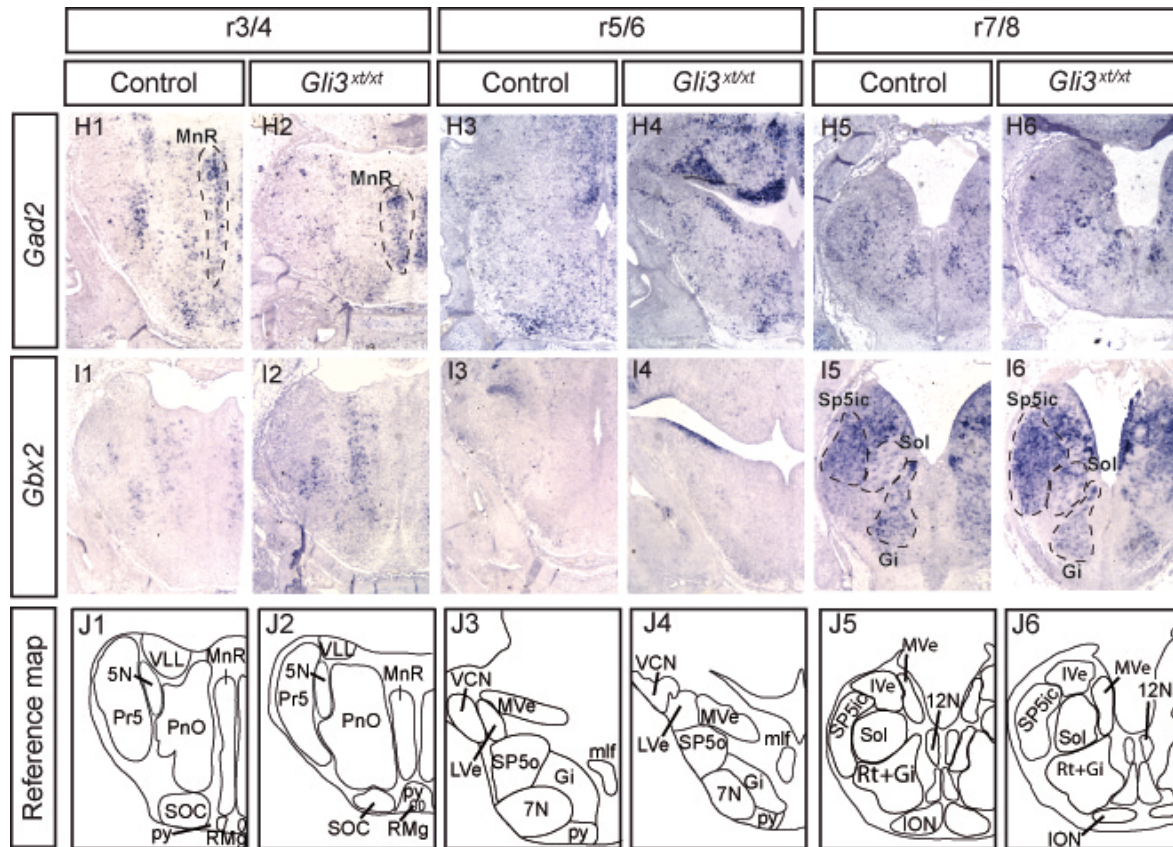 r3/4 r5/6 r7/8
Control Gli3xt/xt Control Gli3xt/xt Control Gli3xt/xt
Gad2
H1 MnR
H2 MnR
H3
H4
H5
H6
Gbx2
I1
I2
I3
I4
I5 Sp5ic Sol Gi
I6 Sp5ic Sol Gi
Reference map
J1
5N VLL MnR
Pr5 PnO
SOC
py RMg
J2
5N VLL MnR
Pr5 PnO
py
SOC RMg
J3
VCN MVe
mlf
LVe SP5o Gi
7N
py
J4
VCN
MVe
LVe SP5o mlf
7N Gi
py
J5
MVe
IVe
SP5ic 12N
Sol
Rt+Gi
ION
J6
IVe MVe
SP5ic 12N
Sol
Rt+Gi
ION